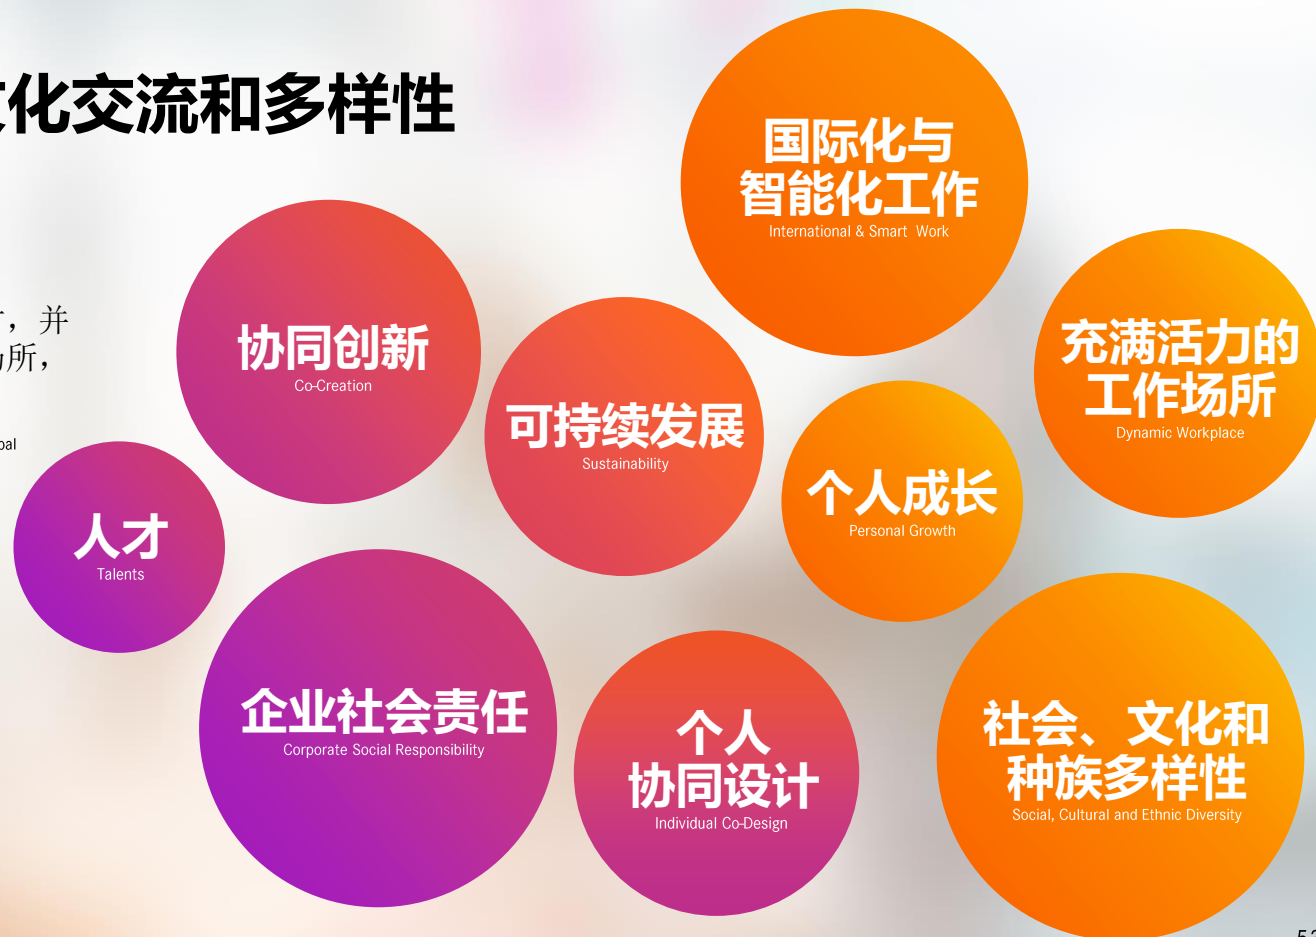 化交流和多样性
国际化与
智能化工作
International & Smart Work
协同创新
Co-Creation
充满活力的
工作场所
Dynamic Workplace
，并
所，
可持续发展
Sustainability
个人成长
Personal Growth
人才
Talents
企业社会责任
Corporate Social Responsibility
个人
协同设计
Individual Co-Design
社会、文化和
种族多样性
Social, Cultural and Ethnic Diversity